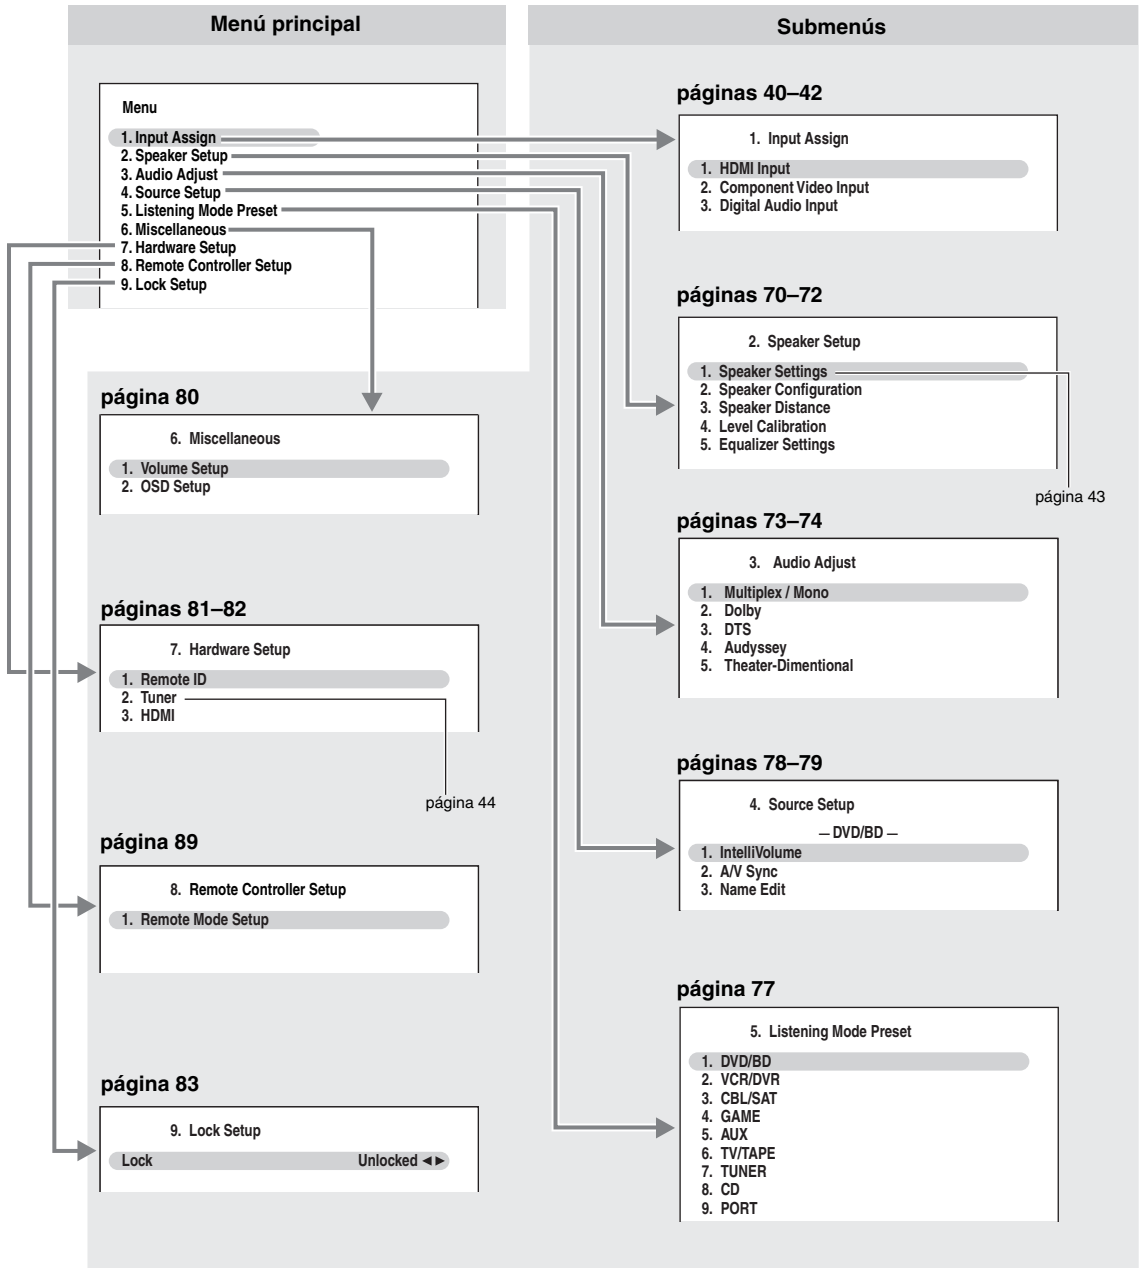 Menú principal
Submenús
Menu
1. Input Assign
2. Speaker Setup
3. Audio Adjust
4. Source Setup
5. Listening Mode Preset
6. Miscellaneous
7. Hardware Setup
8. Remote Controller Setup
9. Lock Setup
página 80
6. Miscellaneous
1. Volume Setup
2. OSD Setup
páginas 81–82
7. Hardware Setup
1. Remote ID
2. Tuner
3. HDMI
página 44
página 89
8. Remote Controller Setup
1. Remote Mode Setup
página 83
9. Lock Setup
Lock Unlocked ◄►
páginas 40–42
1. Input Assign
1. HDMI Input
2. Component Video Input
3. Digital Audio Input
páginas 70–72
2. Speaker Setup
1. Speaker Settings
2. Speaker Configuration
3. Speaker Distance
4. Level Calibration
5. Equalizer Settings
página 43
páginas 73–74
3. Audio Adjust
1. Multiplex / Mono
2. Dolby
3. DTS
4. Audyssey
5. Theater-Dimentional
páginas 78–79
4. Source Setup
— DVD/BD —
1. IntelliVolume
2. A/V Sync
3. Name Edit
página 77
5. Listening Mode Preset
1. DVD/BD
2. VCR/DVR
3. CBL/SAT
4. GAME
5. AUX
6. TV/TAPE
7. TUNER
8. CD
9. PORT